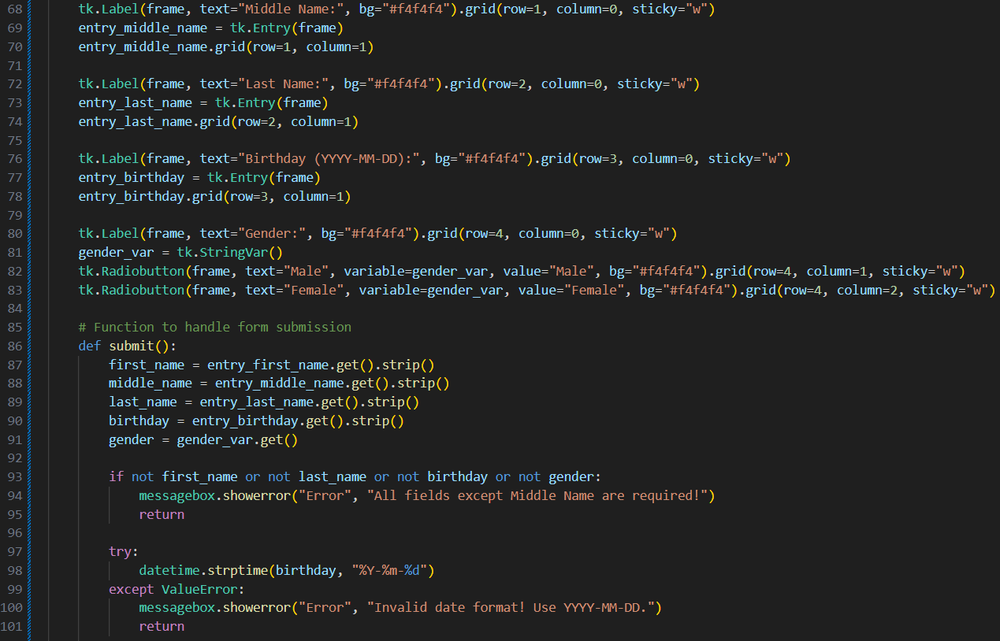 68 tk.Label(frame, text="Middle Name:", bg="#f4f4f4").grid(row=1, column=0, sticky="w")
69 entry_middle_name = tk.Entry(frame)
70 entry_middle_name.grid(row=1, column=1)
71
72 tk.Label(frame, text="Last Name:", bg="#f4f4f4").grid(row=2, column=0, sticky="w")
73 entry_last_name = tk.Entry(frame)
74 entry_last_name.grid(row=2, column=1)
75
76 tk.Label(frame, text="Birthday (YYYY-MM-DD):", bg="#f4f4f4").grid(row=3, column=0, sticky="w")
77 entry_birthday = tk.Entry(frame)
78 entry_birthday.grid(row=3, column=1)
79
80 tk.Label(frame, text="Gender:", bg="#f4f4f4").grid(row=4, column=0, sticky="w")
81 gender_var = tk.StringVar()
82 tk.Radiobutton(frame, text="Male", variable=gender_var, value="Male", bg="#f4f4f4").grid(row=4, column=1, sticky="w")
83 tk.Radiobutton(frame, text="Female", variable=gender_var, value="Female", bg="#f4f4f4").grid(row=4, column=2, sticky="w")
84
85 # Function to handle form submission
86 def submit():
87 first_name = entry_first_name.get().strip()
88 middle_name = entry_middle_name.get().strip()
89 last_name = entry_last_name.get().strip()
90 birthday = entry_birthday.get().strip()
91 gender = gender_var.get()
92
93 if not first_name or not last_name or not birthday or not gender:
94 messagebox.showerror("Error", "All fields except Middle Name are required!")
95 return
96
97 try:
98 datetime.strptime(birthday, "%Y-%m-%d")
99 except ValueError:
100 messagebox.showerror("Error", "Invalid date format! Use YYYY-MM-DD.")
101 return